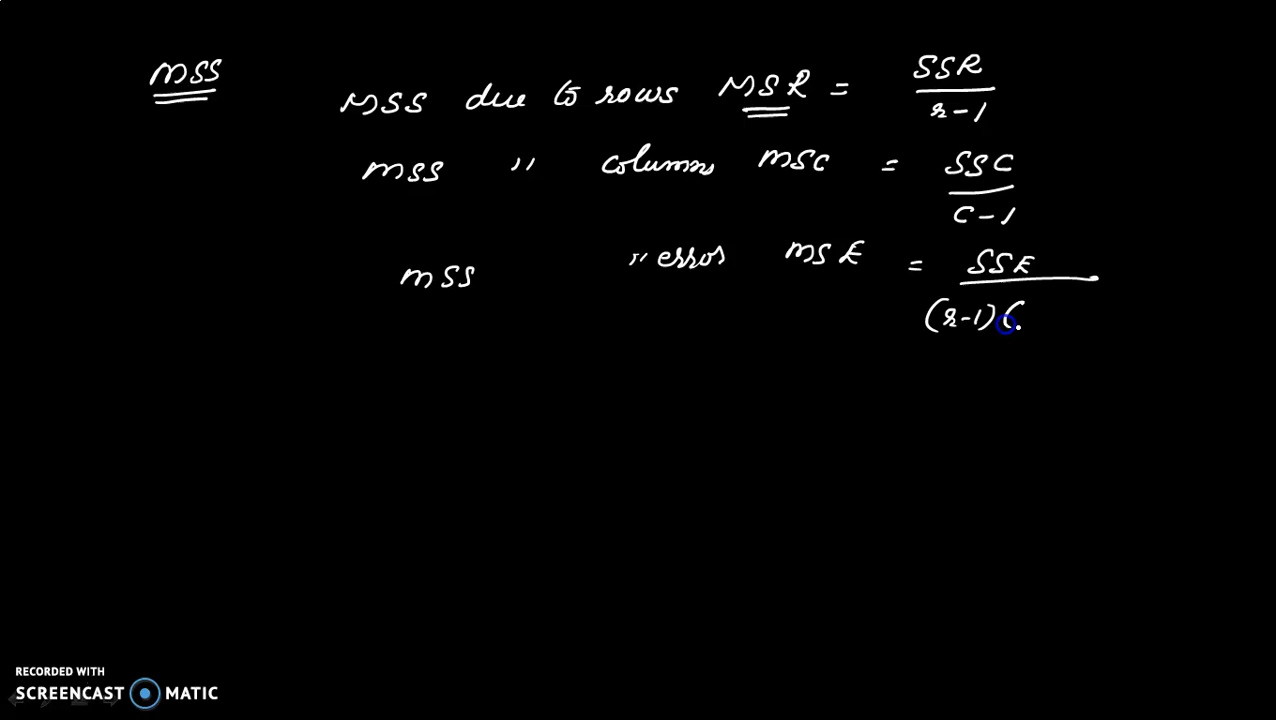 MSS
MSS due to rows MSR = SSR
r-1
MSS " columns MSC = SSC
C-1
MSS " error MSE = SSE
(r-1)(
RECORDED WITH
SCREENCAST MATIC